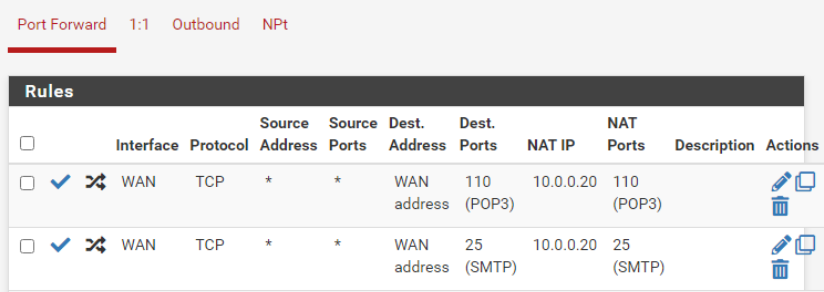 Port Forward 1:1 Outbound NPt
Rules
Source Source Dest. Dest. NAT
Interface Protocol Address Ports Address Ports NAT IP Ports Description Actions
WAN TCP * * WAN 110 10.0.0.20 110
address (POP3) (POP3)
WAN TCP * * WAN 25 10.0.0.20 25
address (SMTP) (SMTP)